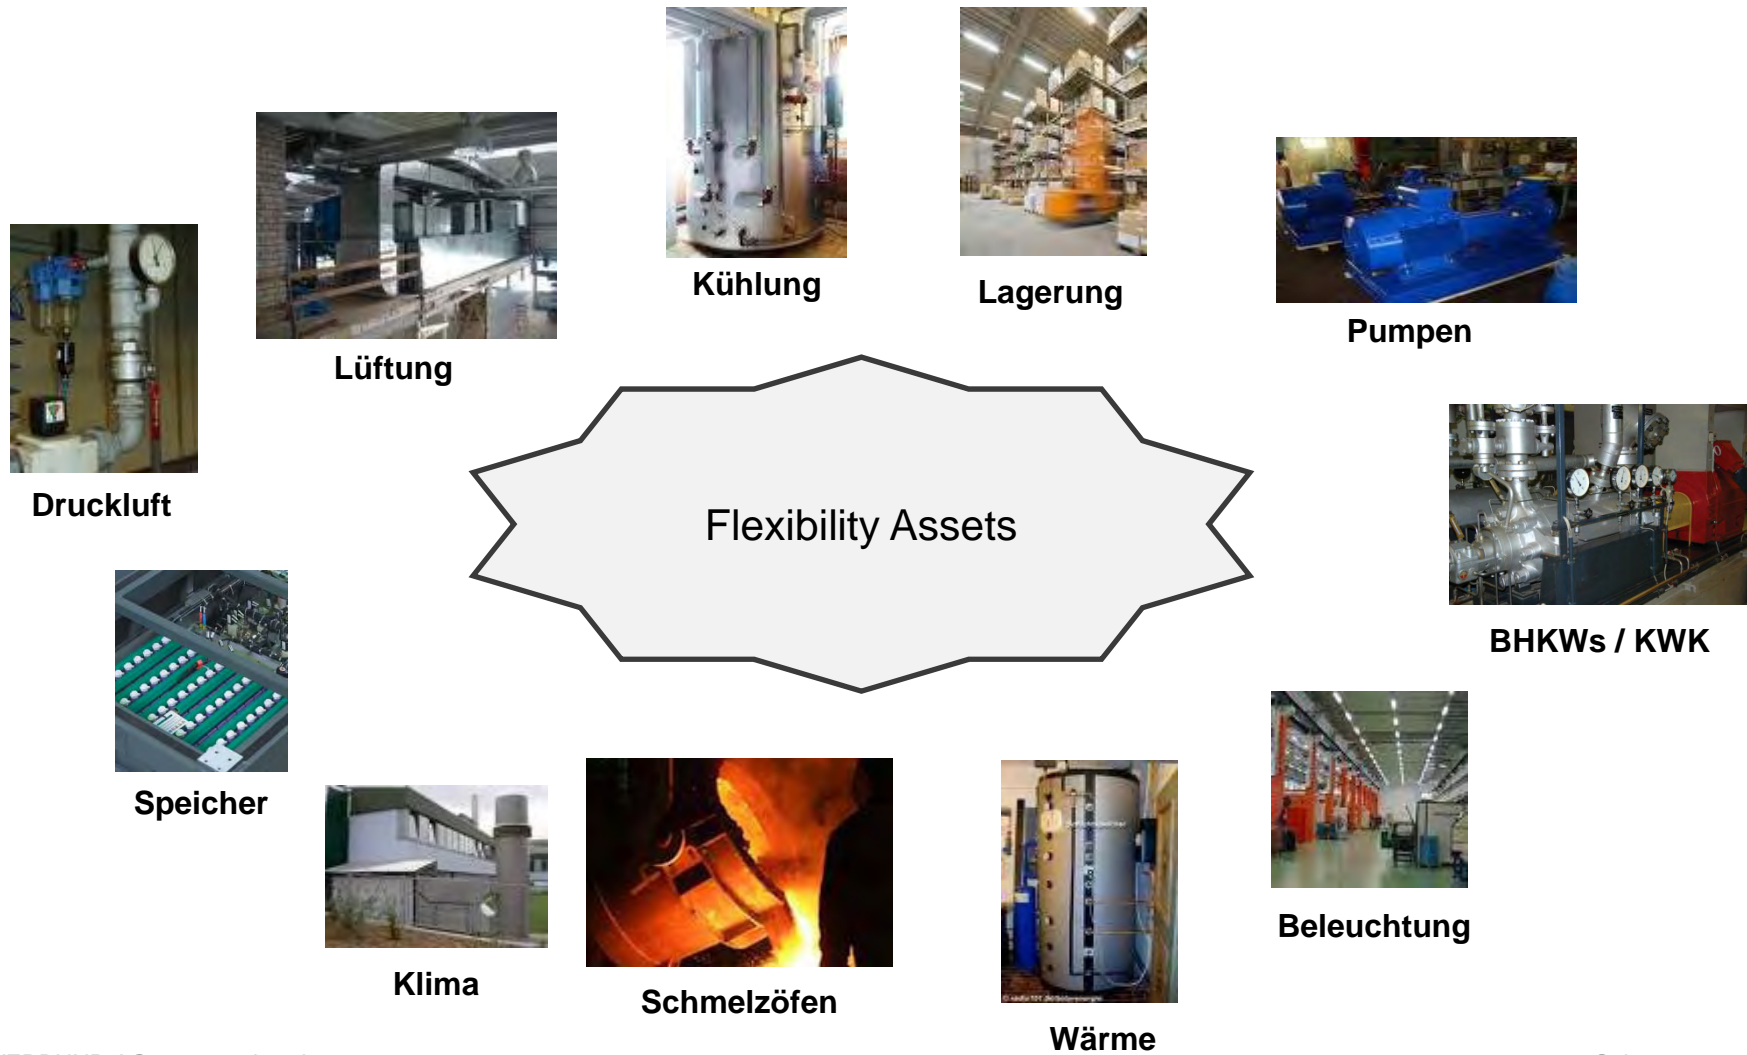 Kühlung
Lagerung
Pumpen
Lüftung
Druckluft
Flexibility Assets
BHKWs / KWK
Speicher
Beleuchtung
Klima
Schmelzöfen
Wärme